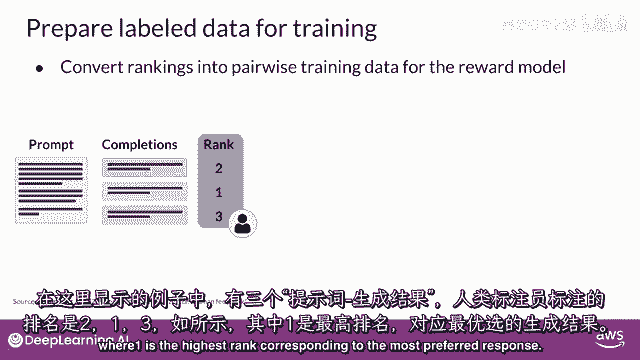 Prepare labeled data for training
Convert rankings into pairwise training data for the reward model
Prompt Completions Rank
2
1
3
在这里显示的例子中，有三个“提示词-生成结果”，人类标注员标注的
排名是2，1，3，如所示，其中1是最高排名，对应最优选的生成结果。
where1 is the highest rank corresponding to the most preferred response.
DeepLearning.AI
aws